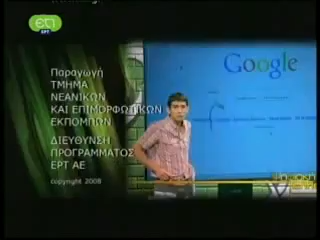 ΕΤ1
ΕΡΤ
Παραγωγή
ΤΜΗΜΑ
ΝΕΑΝΙΚΩΝ
ΚΑΙ ΕΠΙΜΟΡΦΩΤΙΚΩΝ
ΕΚΠΟΜΠΩΝ
ΔΙΕΥΘΥΝΣΗ
ΠΡΟΓΡΑΜΜΑΤΟΣ
ΕΡΤ ΑΕ
copyright 2008
Google